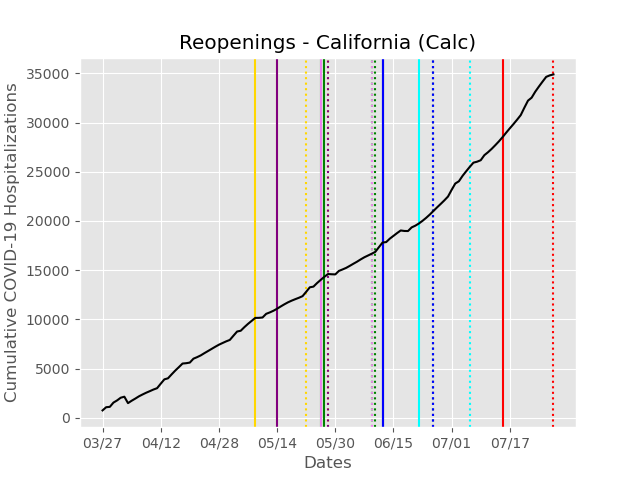 Reopenings - California (Calc)
Cumulative COVID-19 Hospitalizations
35000
30000
25000
20000
15000
10000
5000
0
03/27 04/12 04/28 05/14 05/30 06/15 07/01 07/17
Dates